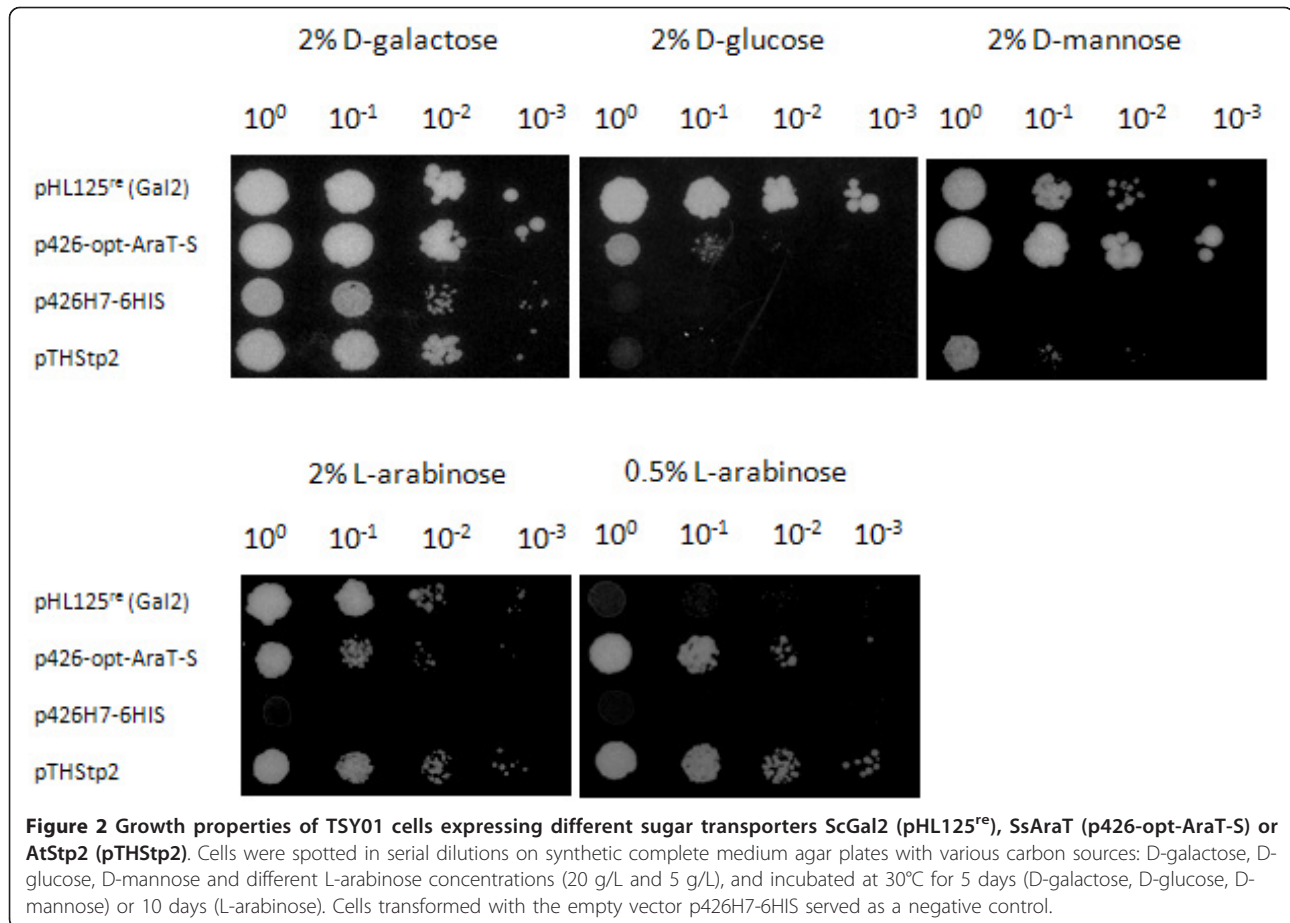 2% D-galactose 2% D-glucose 2% D-mannose
10⁰ 10⁻¹ 10⁻² 10⁻³ 10⁰ 10⁻¹ 10⁻² 10⁻³ 10⁰ 10⁻¹ 10⁻² 10⁻³
pHL125ʳᵉ (Gal2)
p426-opt-AraT-S
p426H7-6HIS
pTHStp2
2% L-arabinose 0.5% L-arabinose
10⁰ 10⁻¹ 10⁻² 10⁻³ 10⁰ 10⁻¹ 10⁻² 10⁻³
pHL125ʳᵉ (Gal2)
p426-opt-AraT-S
p426H7-6HIS
pTHStp2
Figure 2 Growth properties of TSY01 cells expressing different sugar transporters ScGal2 (pHL125ʳᵉ), SsAraT (p426-opt-AraT-S) or
AtStp2 (pTHStp2). Cells were spotted in serial dilutions on synthetic complete medium agar plates with various carbon sources: D-galactose, D-
glucose, D-mannose and different L-arabinose concentrations (20 g/L and 5 g/L), and incubated at 30°C for 5 days (D-galactose, D-glucose, D-
mannose) or 10 days (L-arabinose). Cells transformed with the empty vector p426H7-6HIS served as a negative control.